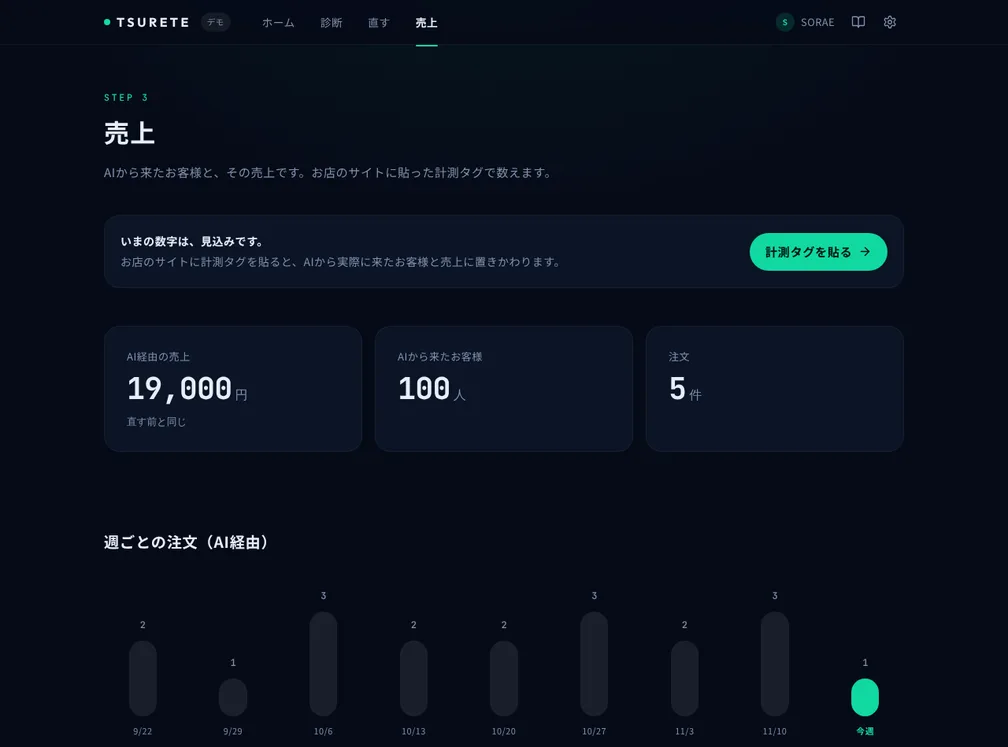 TSURETE デモ ホーム 診断 直す 売上 S SORAE
STEP 3
売上
AIから来たお客様と、その売上です。お店のサイトに貼った計測タグで数えます。
いまの数字は、見込みです。
お店のサイトに計測タグを貼ると、AIから実際に来たお客様と売上に置きかわります。
計測タグを貼る →
AI経由の売上
19,000円
直す前と同じ
AIから来たお客様
100人
注文
5件
週ごとの注文（AI経由）
2 1 3 2 2 3 2 3 1
9/22 9/29 10/6 10/13 10/20 10/27 11/3 11/10 今週